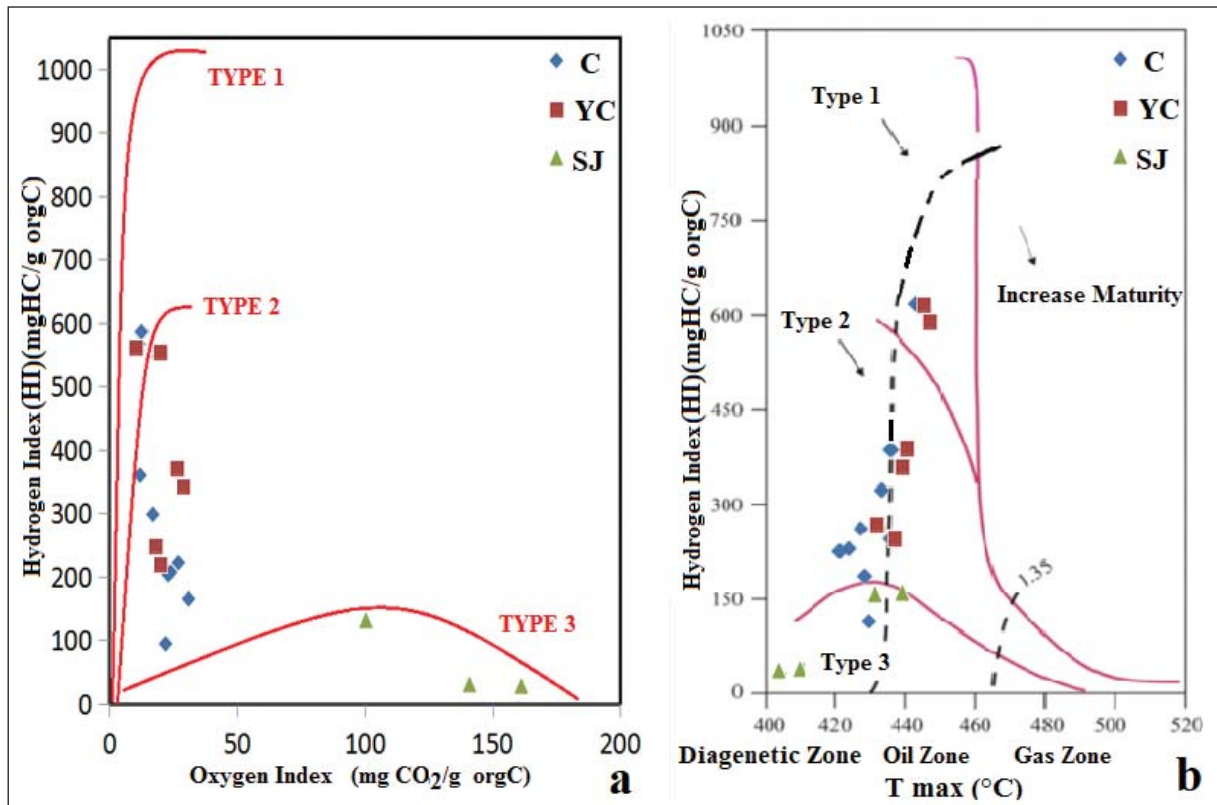 1000
900
800
700
600
500
400
300
200
100
0
Hydrogen Index(HI)(mgHC/g orgC)
TYPE 1
TYPE 2
TYPE 3
C
YC
SJ
0 50 100 150 200
Oxygen Index (mg CO2/g orgC)
a
1050
900
750
600
450
300
150
0
Hydrogen Index(HI)(mgHC/g orgC)
C
YC
SJ
Type 1
Increase Maturity
Type 2
1.35
Type 3
400 420 440 460 480 500 520
Diagenetic Zone Oil Zone Gas Zone
T max (°C)
b